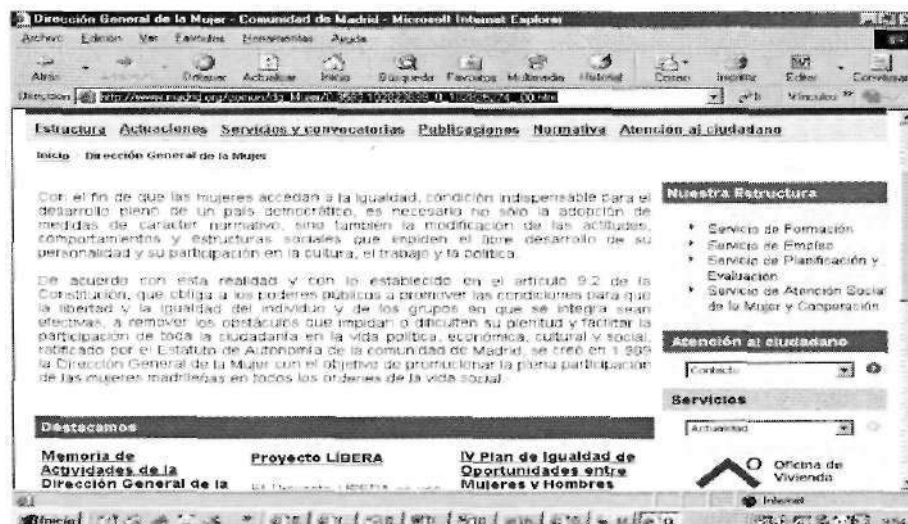 Dirección General de la Mujer - Comunidad de Madrid - Microsoft Internet Explorer
Archivo Edición Ver Favoritos Herramientas Ayuda
Atrás Detener Actualizar Inicio Búsqueda Favoritos Multimedia Historial Correo Imprimir Editar
Dirección Vínculos
Estructura Actuaciones Servicios y convocatorias Publicaciones Normativa Atención al ciudadano
Inicio Dirección General de la Mujer
Con el fin de que las mujeres accedan a la igualdad, condición indispensable para el
desarrollo pleno de un país democrático, es necesario no sólo la adopción de
medidas de carácter normativo, sino también la modificación de las actitudes,
comportamientos y estructuras sociales que impiden el libre desarrollo de su
personalidad y su participación en la cultura, el trabajo y la política.
De acuerdo con esta realidad y con lo establecido en el artículo 9.2 de la
Constitución, que obliga a los poderes públicos a promover las condiciones para que
la libertad y la igualdad del individuo y de los grupos en que se integra sean
efectivas, a remover los obstáculos que impidan o dificulten su plenitud y facilitar la
participación de toda la ciudadanía en la vida política, económica, cultural y social,
ratificado por el Estatuto de Autonomía de la comunidad de Madrid, se creó en 1.989
la Dirección General de la Mujer con el objetivo de promocionar la plena participación
de las mujeres madrileñas en todos los órdenes de la vida social.
Nuestra Estructura
Servicio de Formación
Servicio de Empleo
Servicio de Planificación y
Evaluación
Servicio de Atención Social
de la Mujer y Cooperación
Atención al ciudadano
Contacto
Servicios
Actualidad
Oficina de
Vivienda
Destacamos
Memoria de
Actividades de la
Dirección General de la
Proyecto LÍBERA
IV Plan de Igualdad de
Oportunidades entre
Mujeres y Hombres
Internet
Inicio